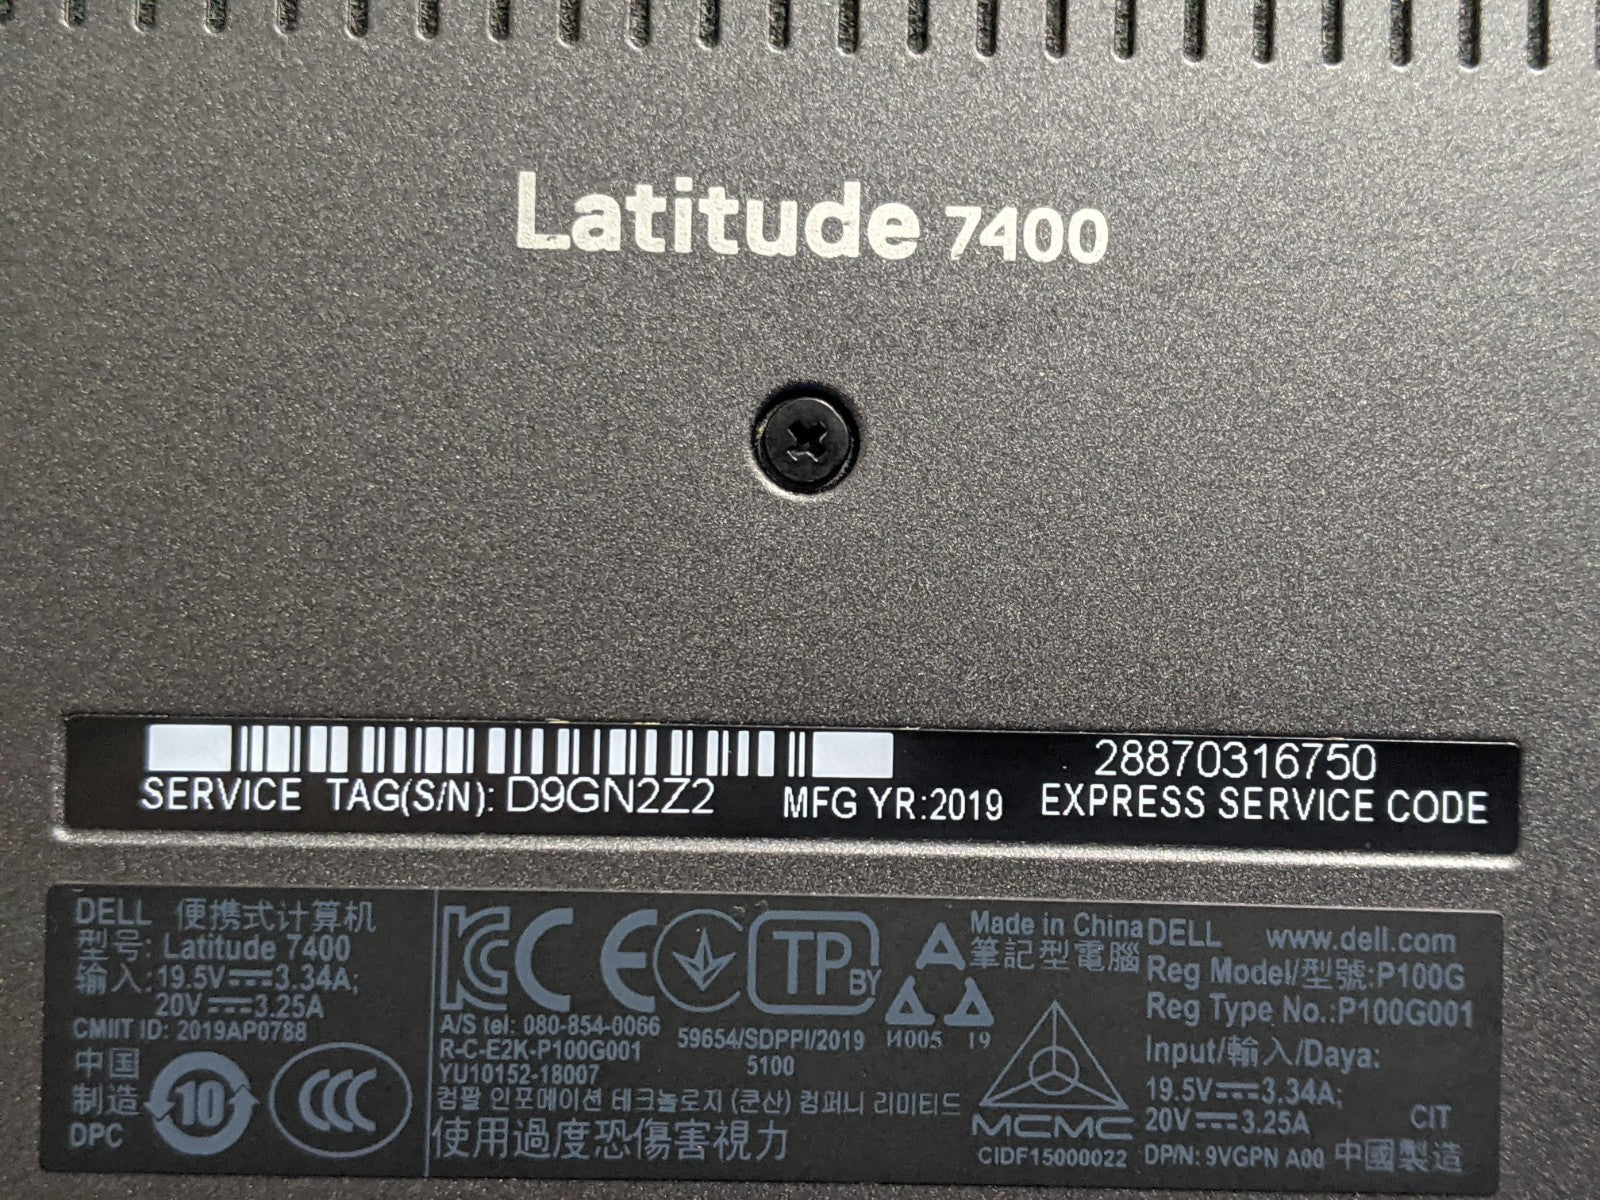 Latitude 7400
28870316750
SERVICE TAG(S/N): D9GN2Z2 MFG YR:2019 EXPRESS SERVICE CODE
DELL 便携式计算机
型号: Latitude 7400
输入:19.5V⎓3.34A;
20V⎓3.25A
CMIIT ID: 2019AP0788
中国
制造
DPC
10
CCC
KC CE TP BY
A/S tel: 080-854-0066
R-C-E2K-P100G001
YU10152-18007
59654/SDPPI/2019
5100
И005 19
컴팔 인포메이션 테크놀로지 (쿤산) 컴퍼니 리미티드
使用過度恐傷害視力
Made in China
筆記型電腦
MCMC
CIDF15000022
DELL www.dell.com
Reg Model/型號:P100G
Reg Type No.:P100G001
Input/輸入/Daya:
19.5V⎓3.34A;
20V⎓3.25A CIT
DP/N: 9VGPN A00 中國製造